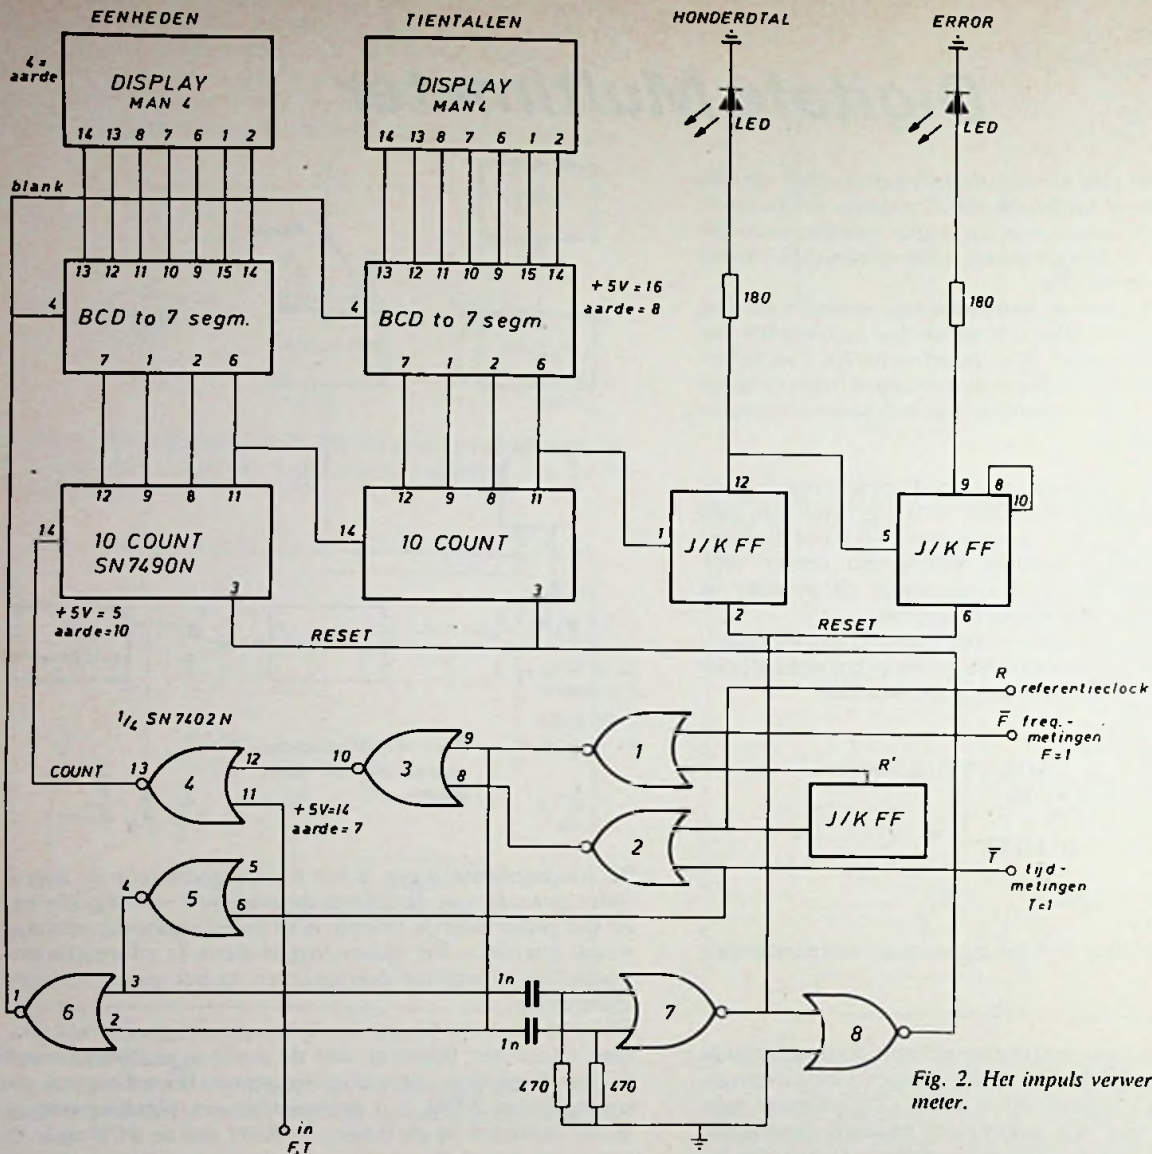 EENHEDEN
TIENTALLEN
HONDERDTAL
ERROR
4 =
aarde
DISPLAY
MAN 4
14 13 8 7 6 1 2
DISPLAY
MAN 4
14 13 8 7 6 1 2
LED
LED
blank
13 12 11 10 9 15 14
4
BCD to 7 segm.
7 1 2 6
13 12 11 10 9 15 14
4
BCD to 7 segm
7 1 2 6
+5V = 16
aarde = 8
180
180
12 9 8 11
14
10 COUNT
SN7490N
3
+5V = 5
aarde=10
12 9 8 11
14
10 COUNT
3
12
1
J/K FF
2
9 8
10
5
J/K FF
6
RESET
RESET
R
referentieclock
F̅
freq.-
metingen
F=1
1/4 SN7402N
COUNT
13
4
12
11
+5V=14
aarde = 7
10
3
9
8
1
R'
2
J/K FF
T̅
tijd-
metingen
T=1
4
5
5
6
1
6
3
2
1n
1n
7
8
470
470
in
F,T
Fig. 2. Het impuls verwer
meter.